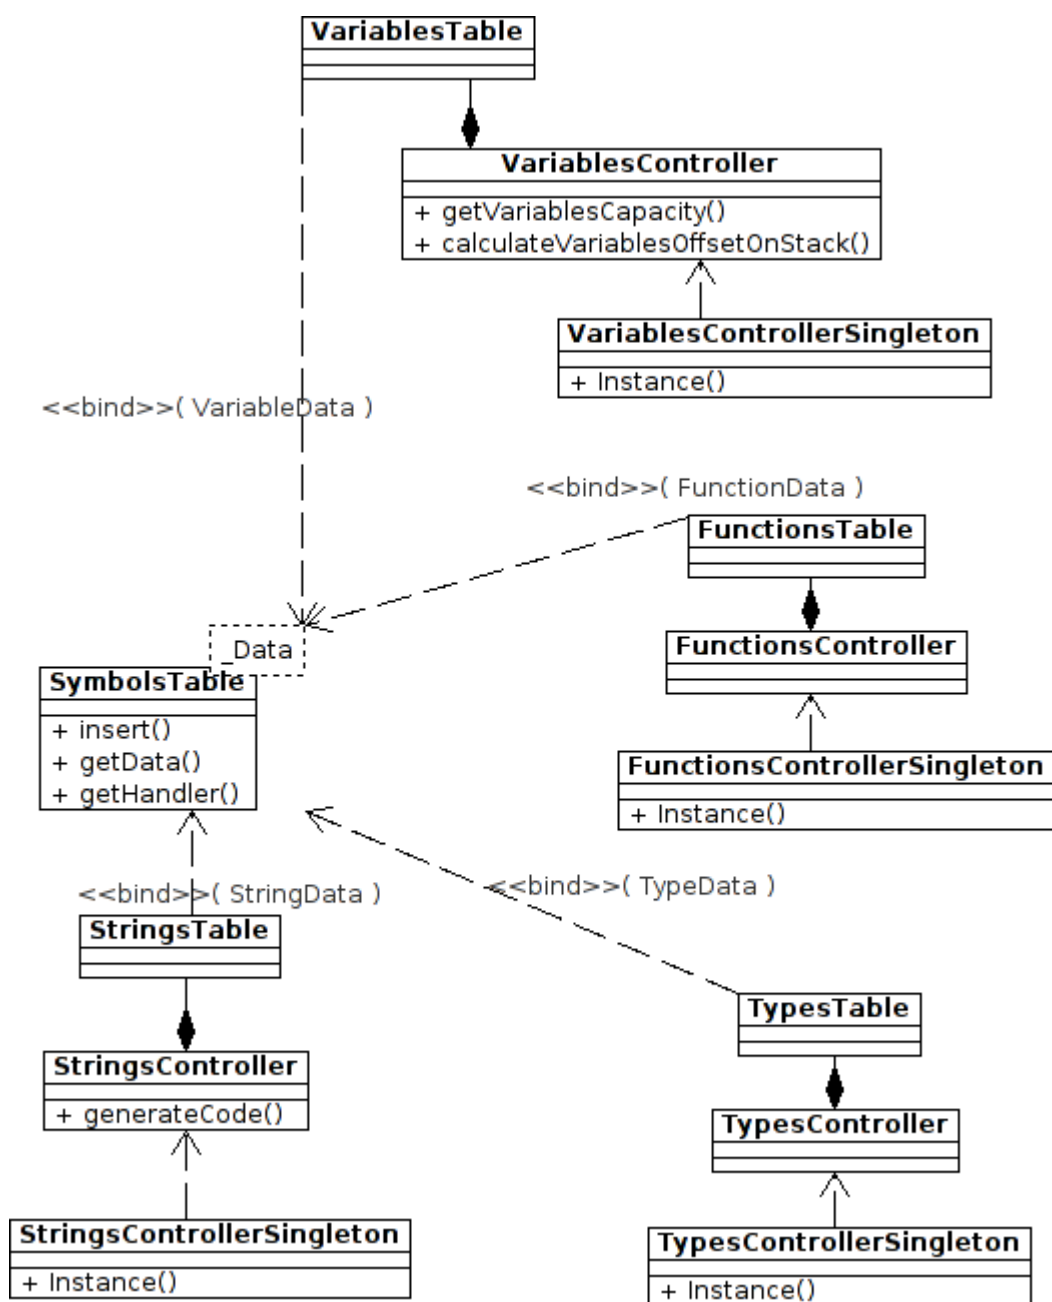 VariablesTable
VariablesController
+ getVariablesCapacity()
+ calculateVariablesOffsetOnStack()
VariablesControllerSingleton
+ Instance()
<<bind>>( VariableData )
<<bind>>( FunctionData )
FunctionsTable
_Data
FunctionsController
SymbolsTable
+ insert()
+ getData()
+ getHandler()
FunctionsControllerSingleton
+ Instance()
<<bind>>( StringData )
<<bind>>( TypeData )
StringsTable
TypesTable
StringsController
+ generateCode()
TypesController
StringsControllerSingleton
+ Instance()
TypesControllerSingleton
+ Instance()